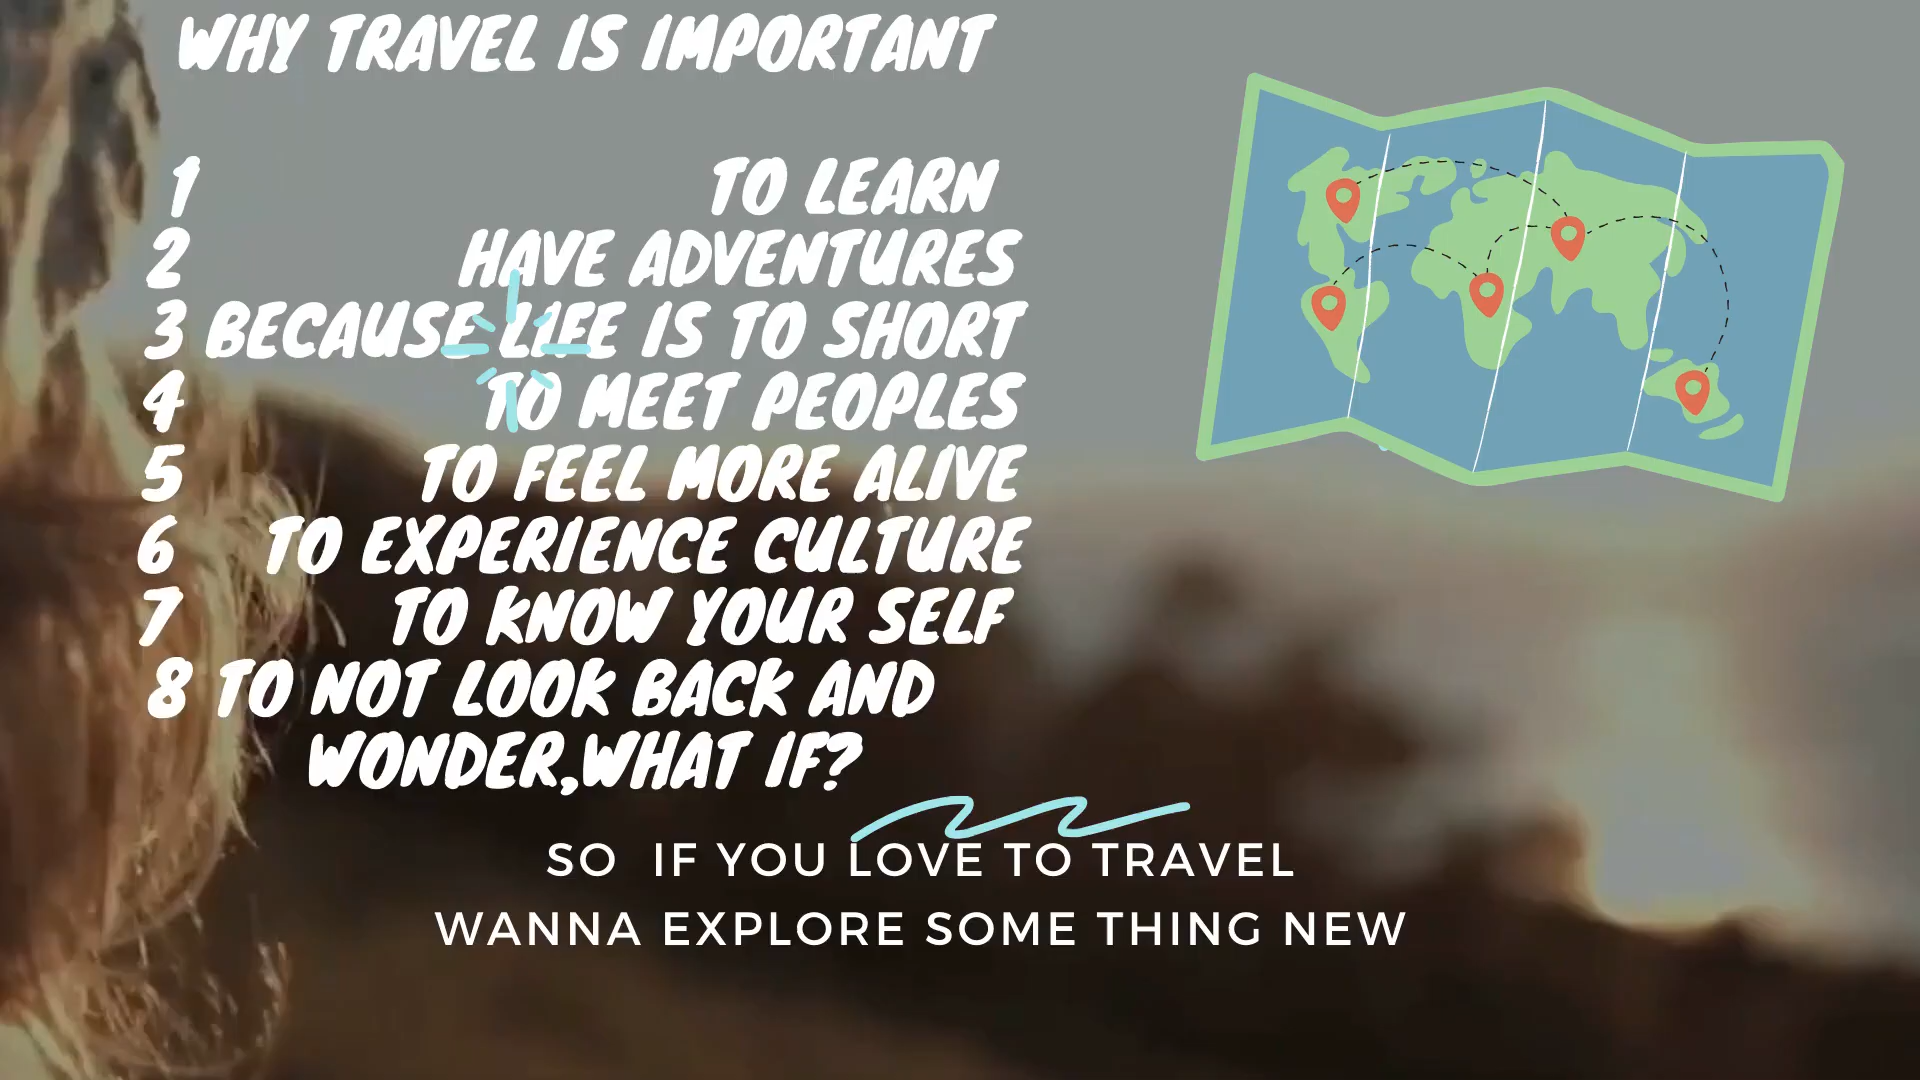 WHY TRAVEL IS IMPORTANT
1 TO LEARN
2 HAVE ADVENTURES
3 BECAUSE LIFE IS TO SHORT
4 TO MEET PEOPLES
5 TO FEEL MORE ALIVE
6 TO EXPERIENCE CULTURE
7 TO KNOW YOUR SELF
8 TO NOT LOOK BACK AND
WONDER,WHAT IF?
SO IF YOU LOVE TO TRAVEL
WANNA EXPLORE SOME THING NEW